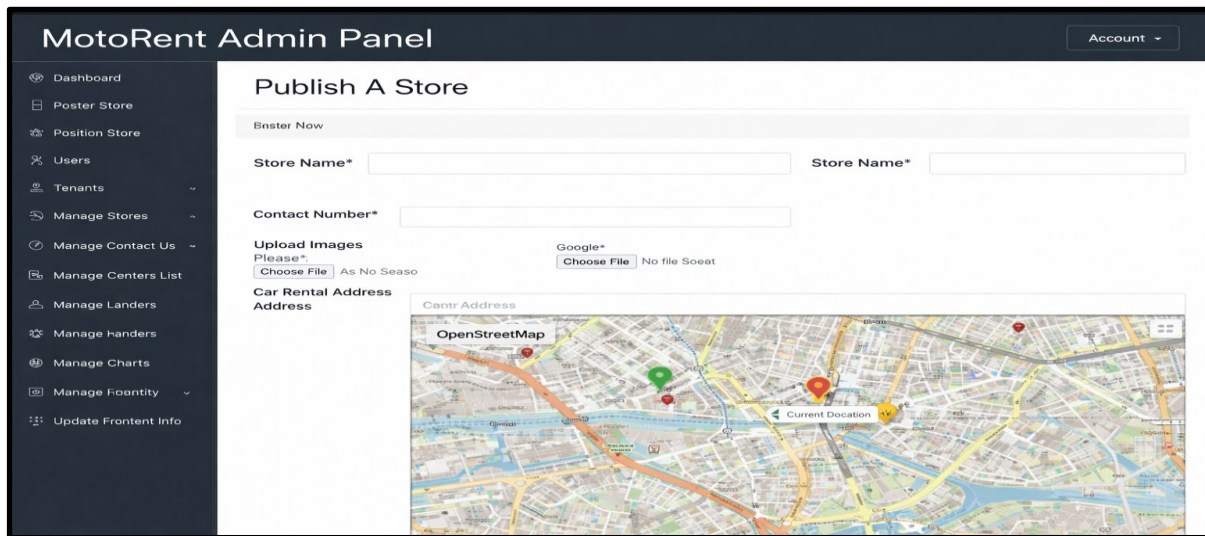 MotoRent Admin Panel
Account
Dashboard
Poster Store
Position Store
Users
Tenants
Manage Stores
Manage Contact Us
Manage Centers List
Manage Landers
Manage Handers
Manage Charts
Manage Foontity
Update Frontent Info
Publish A Store
Bnster Now
Store Name*
Store Name*
Contact Number*
Upload Images
Please*:
Choose File As No Seaso
Google*
Choose File No file Soeat
Car Rental Address
Address
Cantr Address
OpenStreetMap
Current Docation